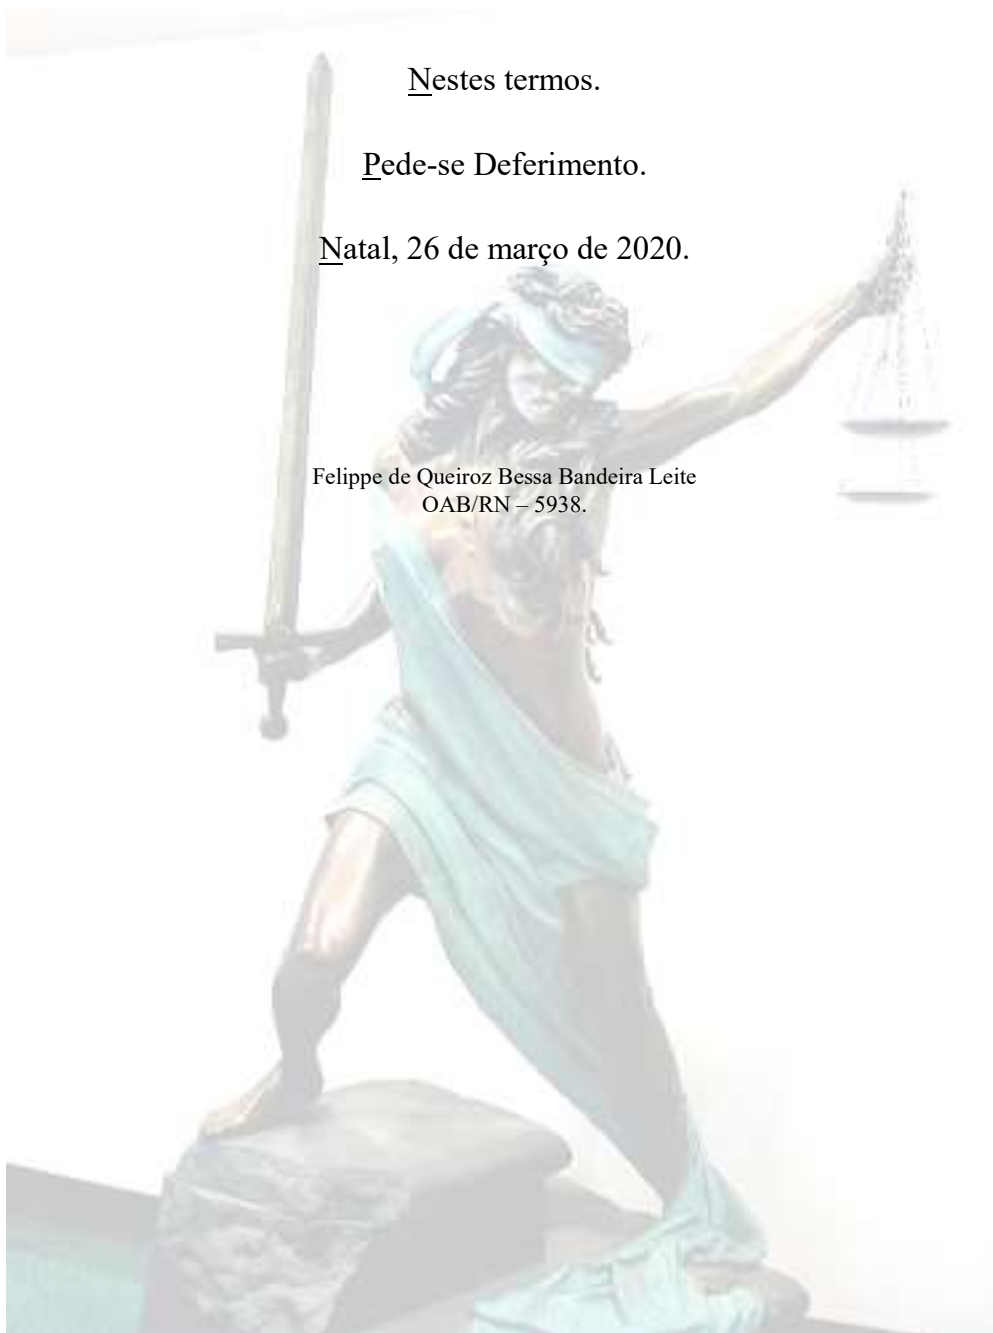 Nestes termos.
Pede-se Deferimento.
Natal, 26 de março de 2020.
Felippe de Queiroz Bessa Bandeira Leite
OAB/RN – 5938.